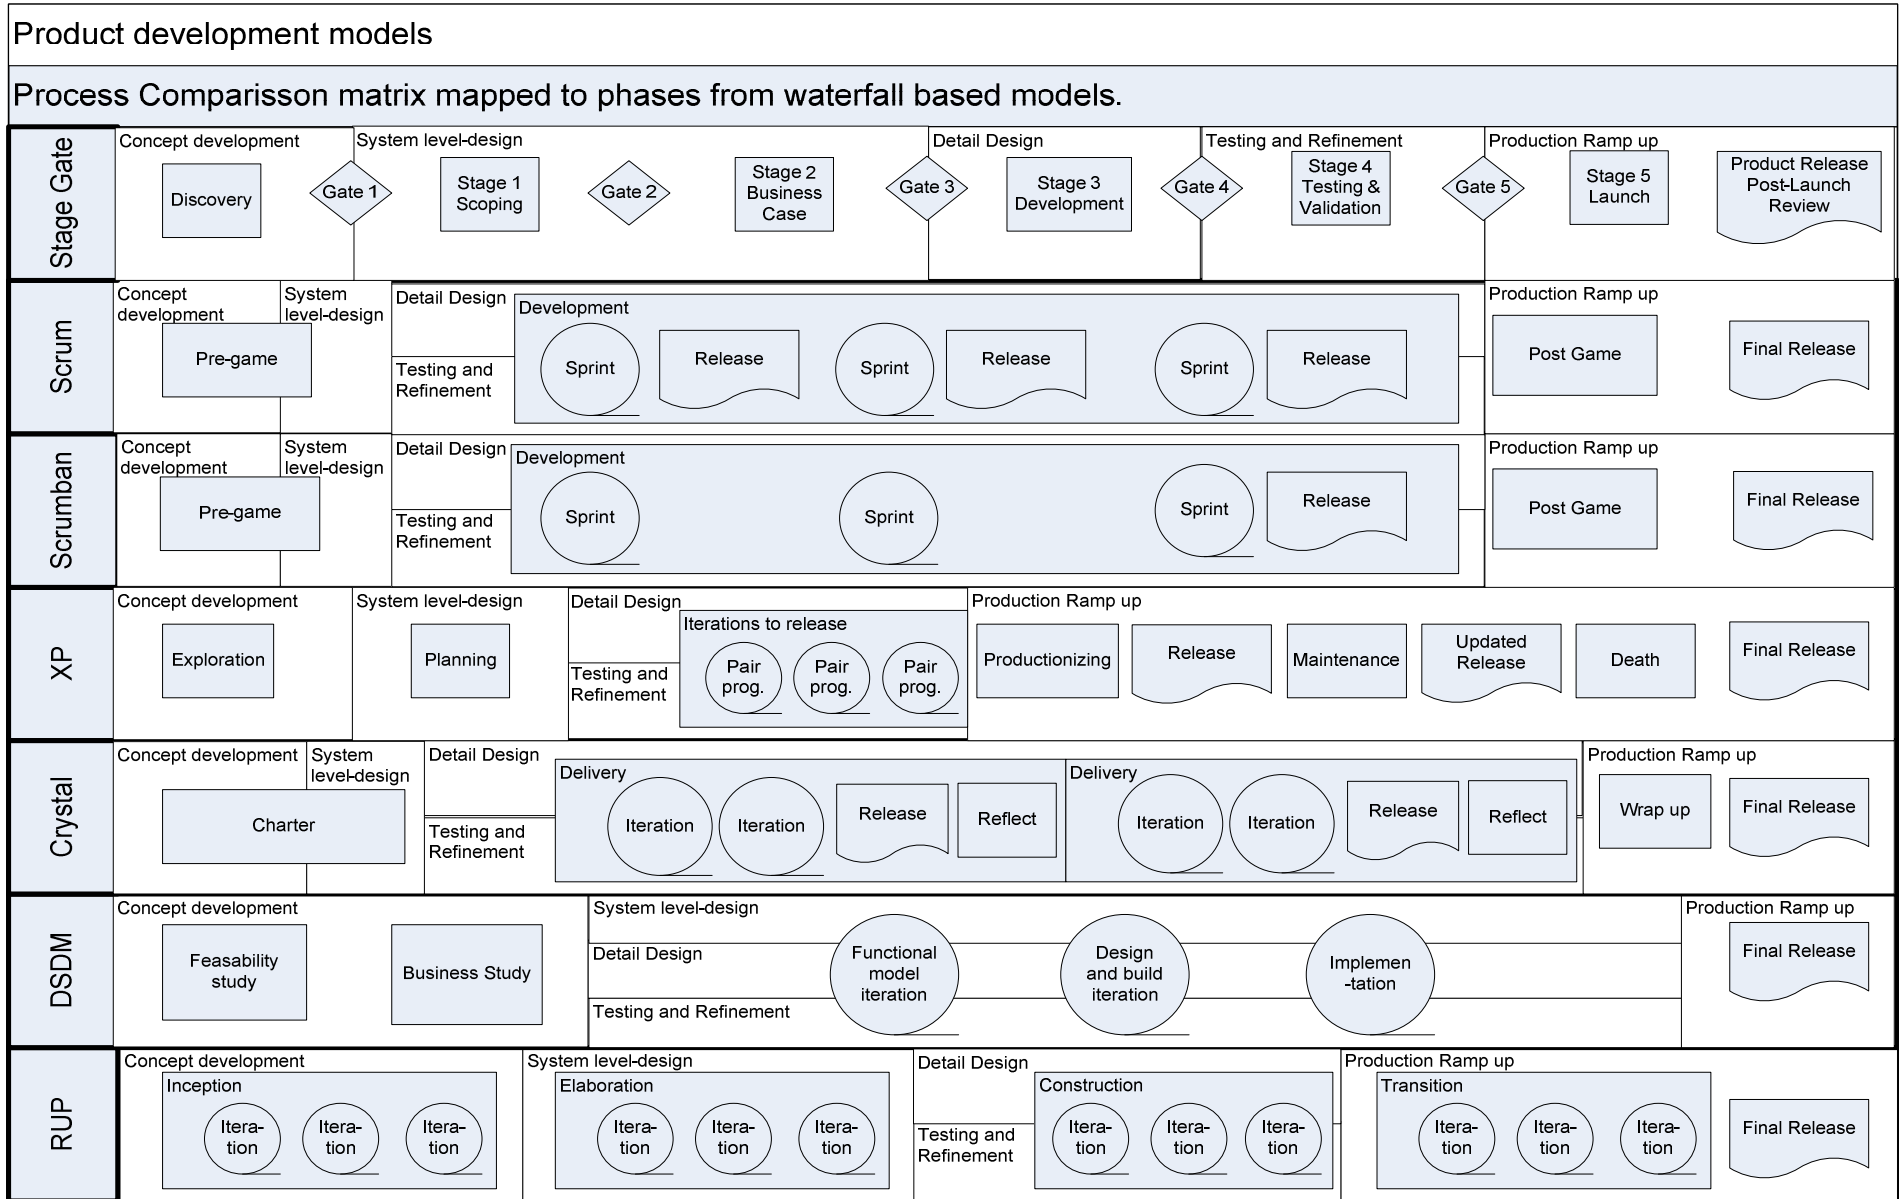 Product development models
Process Comparisson matrix mapped to phases from waterfall based models.
Stage Gate
Concept development
Discovery
Gate 1
System level-design
Stage 1
Scoping
Gate 2
Stage 2
Business
Case
Gate 3
Detail Design
Stage 3
Development
Gate 4
Testing and Refinement
Stage 4
Testing &
Validation
Gate 5
Production Ramp up
Stage 5
Launch
Product Release
Post-Launch
Review
Scrum
Concept
development
System
level-design
Pre-game
Detail Design
Testing and
Refinement
Development
Sprint
Release
Sprint
Release
Sprint
Release
Production Ramp up
Post Game
Final Release
Scrumban
Concept
development
System
level-design
Pre-game
Detail Design
Testing and
Refinement
Development
Sprint
Sprint
Sprint
Release
Production Ramp up
Post Game
Final Release
XP
Concept development
Exploration
System level-design
Planning
Detail Design
Testing and
Refinement
Iterations to release
Pair
prog.
Pair
prog.
Pair
prog.
Production Ramp up
Productionizing
Release
Maintenance
Updated
Release
Death
Final Release
Crystal
Concept development
System
level-design
Charter
Detail Design
Testing and
Refinement
Delivery
Iteration
Iteration
Release
Reflect
Delivery
Iteration
Iteration
Release
Reflect
Production Ramp up
Wrap up
Final Release
DSDM
Concept development
Feasability
study
Business Study
System level-design
Detail Design
Testing and Refinement
Functional
model
iteration
Design
and build
iteration
Implemen
-tation
Production Ramp up
Final Release
RUP
Concept development
Inception
Itera-
tion
Itera-
tion
Itera-
tion
System level-design
Elaboration
Itera-
tion
Itera-
tion
Itera-
tion
Detail Design
Testing and
Refinement
Construction
Itera-
tion
Itera-
tion
Itera-
tion
Production Ramp up
Transition
Itera-
tion
Itera-
tion
Itera-
tion
Final Release